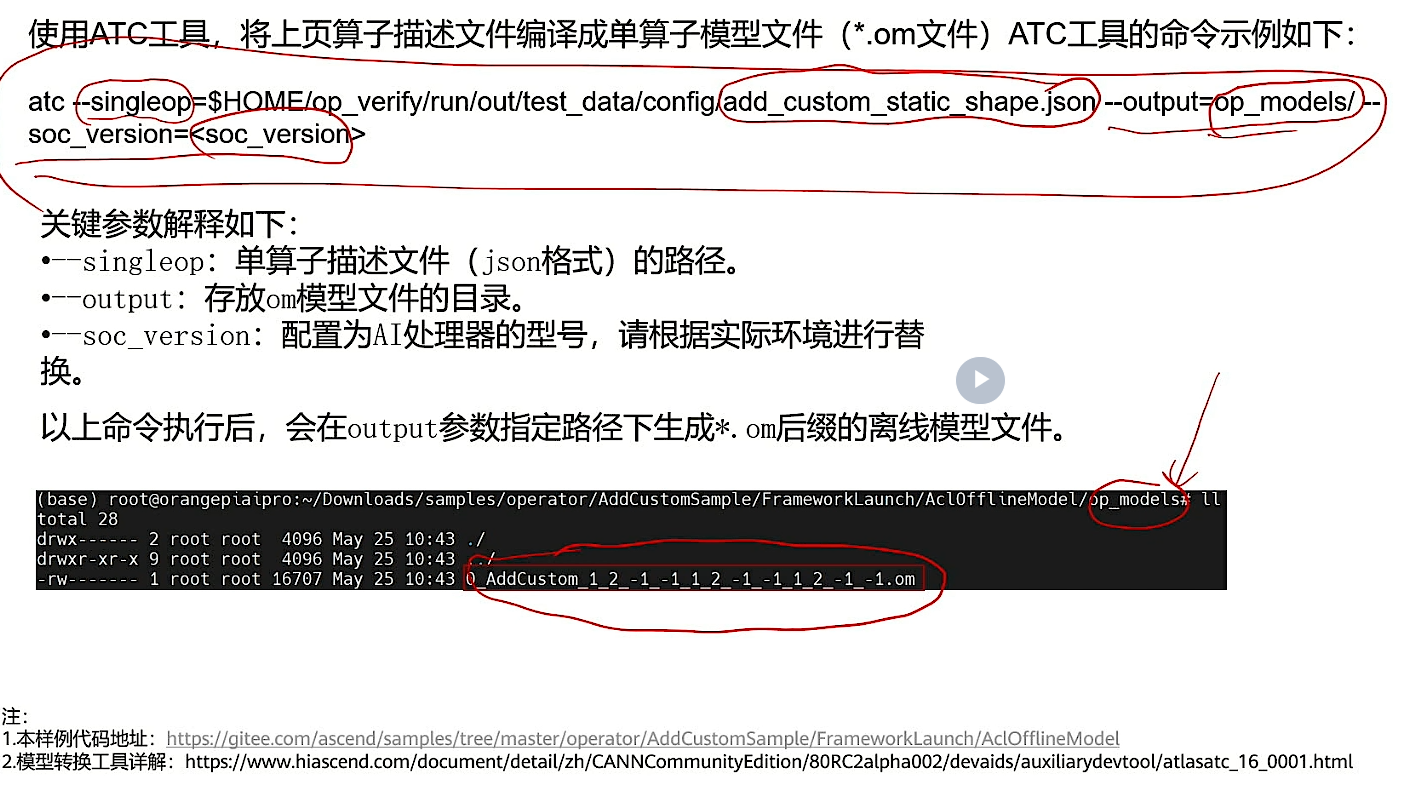 使用ATC工具，将上页算子描述文件编译成单算子模型文件（*.om文件）ATC工具的命令示例如下：
atc --singleop=$HOME/op_verify/run/out/test_data/config/add_custom_static_shape.json --output=op_models/ --
soc_version=<soc_version>
关键参数解释如下：
•--singleop：单算子描述文件（json格式）的路径。
•--output：存放om模型文件的目录。
•--soc_version：配置为AI处理器的型号，请根据实际环境进行替
换。
以上命令执行后，会在output参数指定路径下生成*.om后缀的离线模型文件。
(base) root@orangepiaipro:~/Downloads/samples/operator/AddCustomSample/FrameworkLaunch/AclOfflineModel/op_models# ll
total 28
drwx------ 2 root root  4096 May 25 10:43 ./
drwxr-xr-x 9 root root  4096 May 25 10:43 ../
-rw------- 1 root root 16707 May 25 10:43 0_AddCustom_1_2_-1_-1_1_2_-1_-1_1_2_-1_-1.om
注：
1.本样例代码地址：https://gitee.com/ascend/samples/tree/master/operator/AddCustomSample/FrameworkLaunch/AclOfflineModel
2.模型转换工具详解：https://www.hiascend.com/document/detail/zh/CANNCommunityEdition/80RC2alpha002/devaids/auxiliarydevtool/atlasatc_16_0001.html